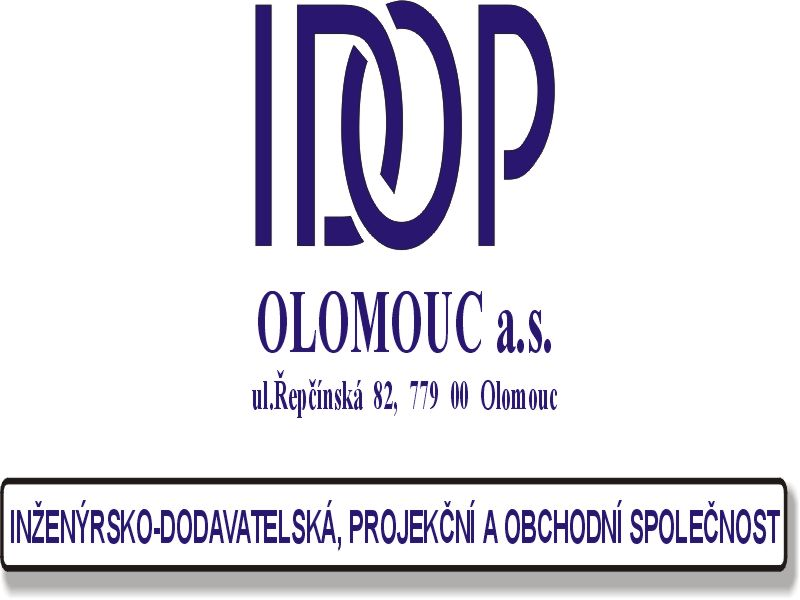 IDOP
OLOMOUC a.s.
ul.Řepčínská 82, 779 00 Olomouc
INŽENÝRSKO-DODAVATELSKÁ, PROJEKČNÍ A OBCHODNÍ SPOLEČNOST